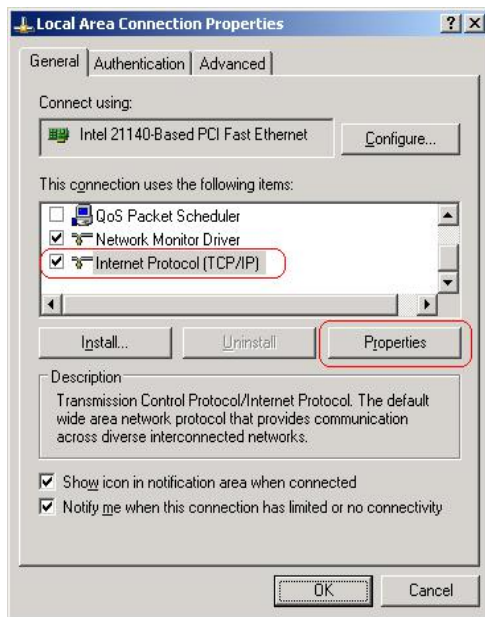 Local Area Connection Properties
General Authentication Advanced
Connect using:
Intel 21140-Based PCI Fast Ethernet
Configure...
This connection uses the following items:
QoS Packet Scheduler
Network Monitor Driver
Internet Protocol (TCP/IP)
Install... Uninstall Properties
Description
Transmission Control Protocol/Internet Protocol. The default
wide area network protocol that provides communication
across diverse interconnected networks.
Show icon in notification area when connected
Notify me when this connection has limited or no connectivity
OK Cancel